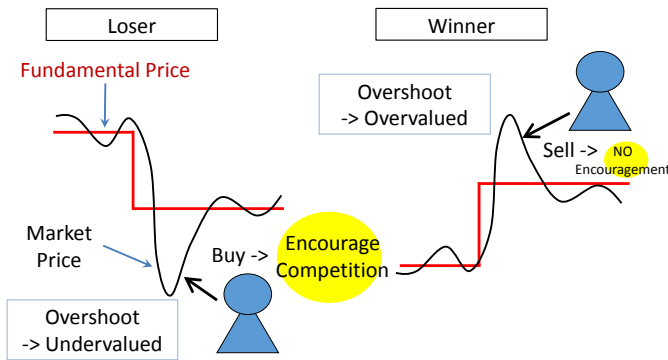 Loser
Fundamental Price
Market
Price
Overshoot
-> Undervalued
Buy ->
Encourage
Competition
Winner
Overshoot
-> Overvalued
Sell ->
NO
Encouragement